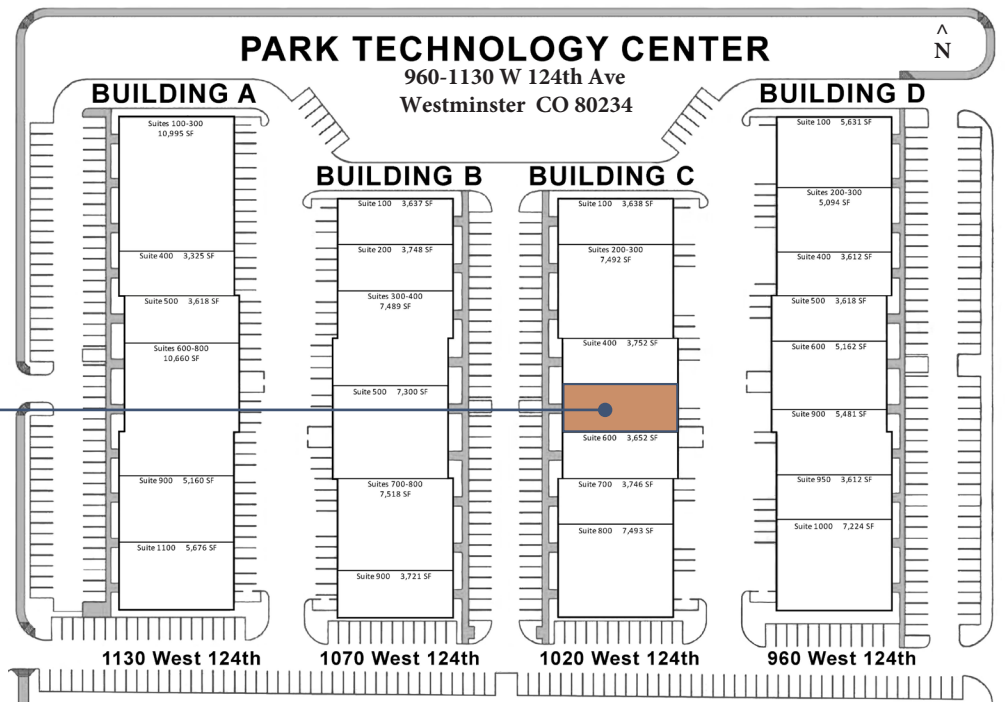 PARK TECHNOLOGY CENTER
960-1130 W 124th Ave
Westminster CO 80234
^
N
BUILDING A
Suites 100-300
10,995 SF
Suite 400 3,325 SF
Suite 500 3,618 SF
Suites 600-800
10,660 SF
Suite 900 5,160 SF
Suite 1100 5,676 SF
1130 West 124th
BUILDING B
Suite 100 3,637 SF
Suite 200 3,748 SF
Suites 300-400
7,489 SF
Suite 500 7,300 SF
Suites 700-800
7,518 SF
Suite 900 3,721 SF
1070 West 124th
BUILDING C
Suite 100 3,638 SF
Suites 200-300
7,492 SF
Suite 400 3,752 SF
Suite 600 3,652 SF
Suite 700 3,746 SF
Suite 800 7,493 SF
1020 West 124th
BUILDING D
Suite 100 5,631 SF
Suites 200-300
5,094 SF
Suite 400 3,612 SF
Suite 500 3,618 SF
Suite 600 5,162 SF
Suite 900 5,481 SF
Suite 950 3,612 SF
Suite 1000 7,224 SF
960 West 124th